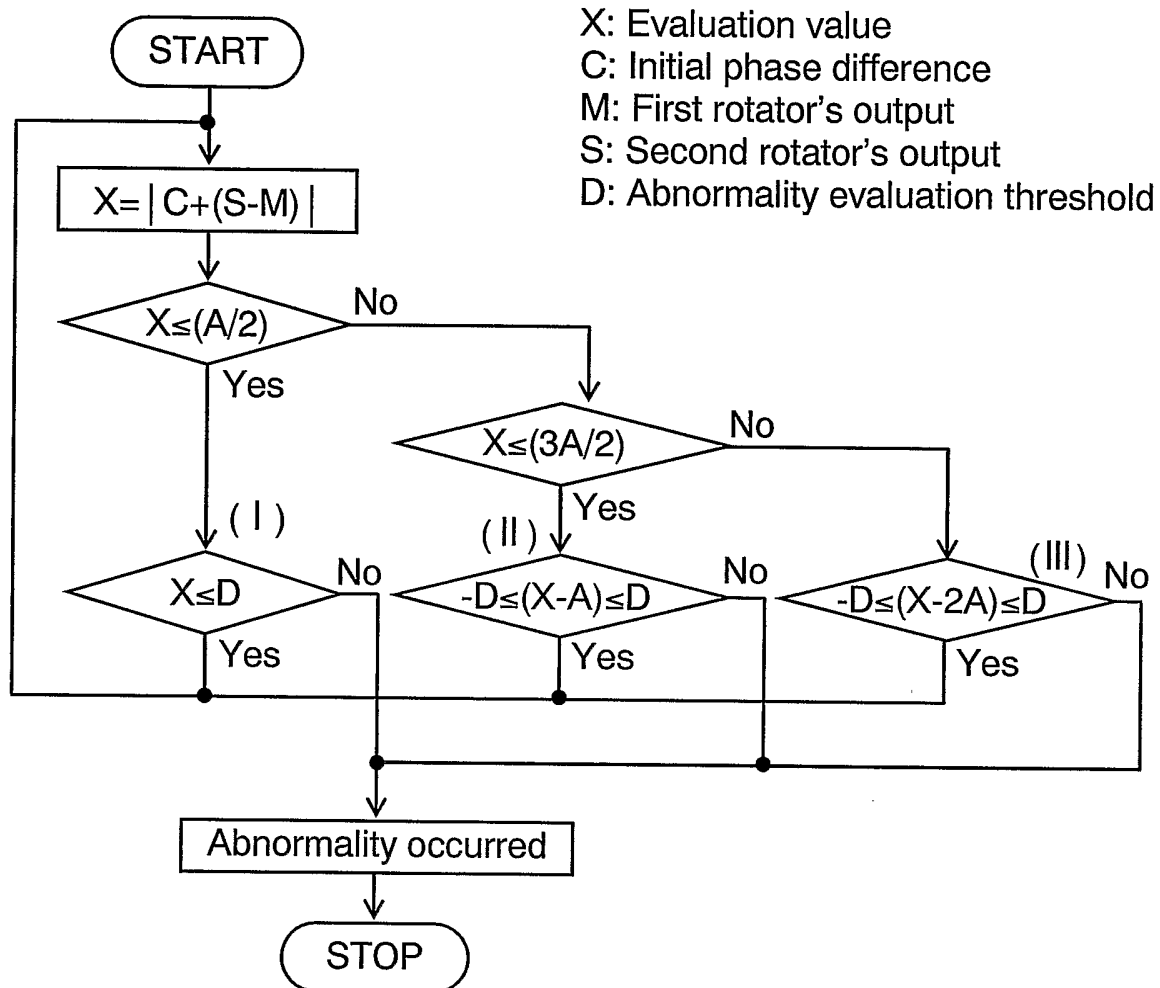 START
X: Evaluation value
C: Initial phase difference
M: First rotator's output
S: Second rotator's output
D: Abnormality evaluation threshold
X=|C+(S-M)|
X≤(A/2)
No
Yes
X≤(3A/2)
No
Yes
(I)
X≤D
No
Yes
(II)
-D≤(X-A)≤D
No
Yes
(III)
-D≤(X-2A)≤D
No
Yes
Abnormality occurred
STOP